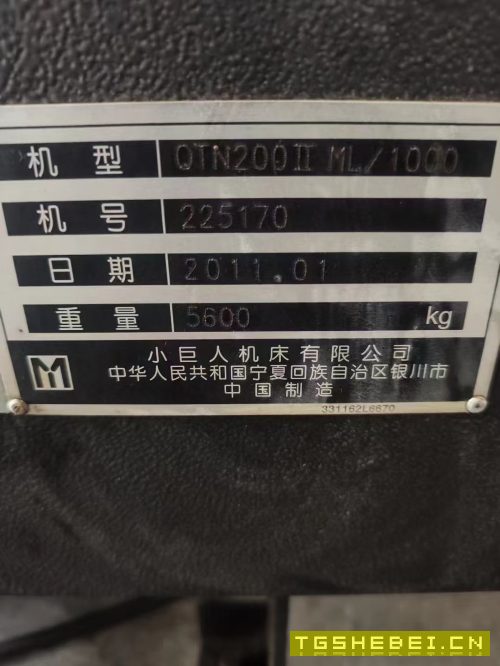 机型 QTN200Ⅱ ML/1000
机号 225170
日期 2011.01
重量 5600 kg
小巨人机床有限公司
中华人民共和国宁夏回族自治区银川市
中国制造
331162L6670
TGSHEBEI.CN